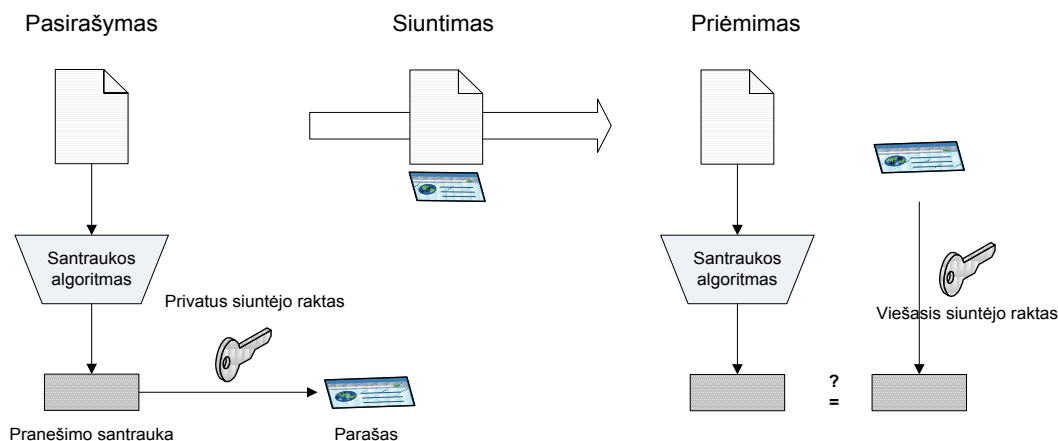 Pasirašymas
Siuntimas
Priėmimas
Santraukos
algoritmas
Santraukos
algoritmas
Privatus siuntėjo raktas
Viešasis siuntėjo raktas
?
=
Pranešimo santrauka
Parašas